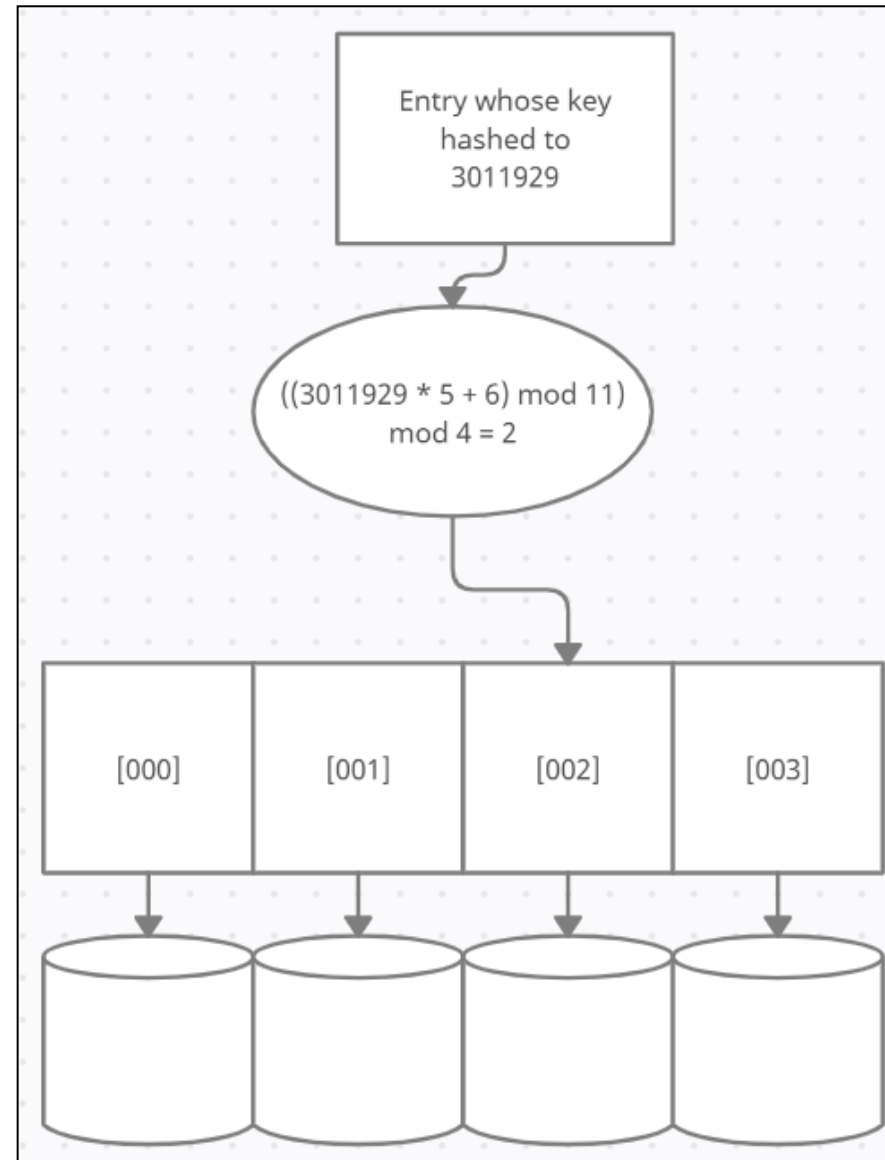 Entry whose key
hashed to
3011929
((3011929 * 5 + 6) mod 11)
mod 4 = 2
[000] [001] [002] [003]